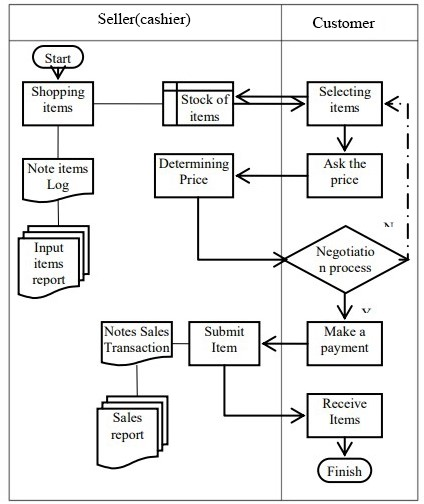 Seller(cashier)
Customer
Start
Shopping
items
Stock of
items
Selecting
items
Note items
Log
Determining
Price
Ask the
price
Input
items
report
N
Negotiatio
n process
Notes Sales
Transaction
Submit
Item
Make a
payment
Sales
report
Receive
Items
Finish